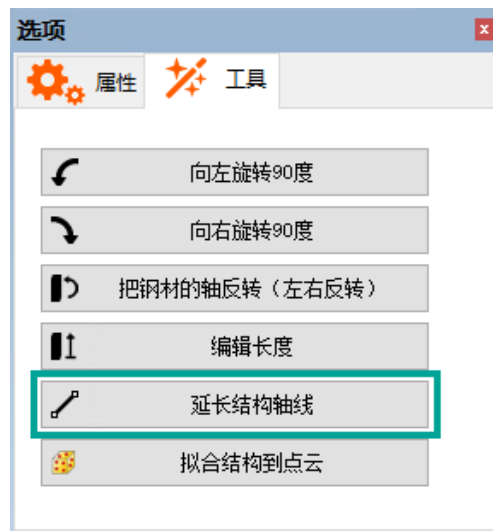 选项
属性 工具
向左旋转90度
向右旋转90度
把钢材的轴反转（左右反转）
编辑长度
延长结构轴线
拟合结构到点云